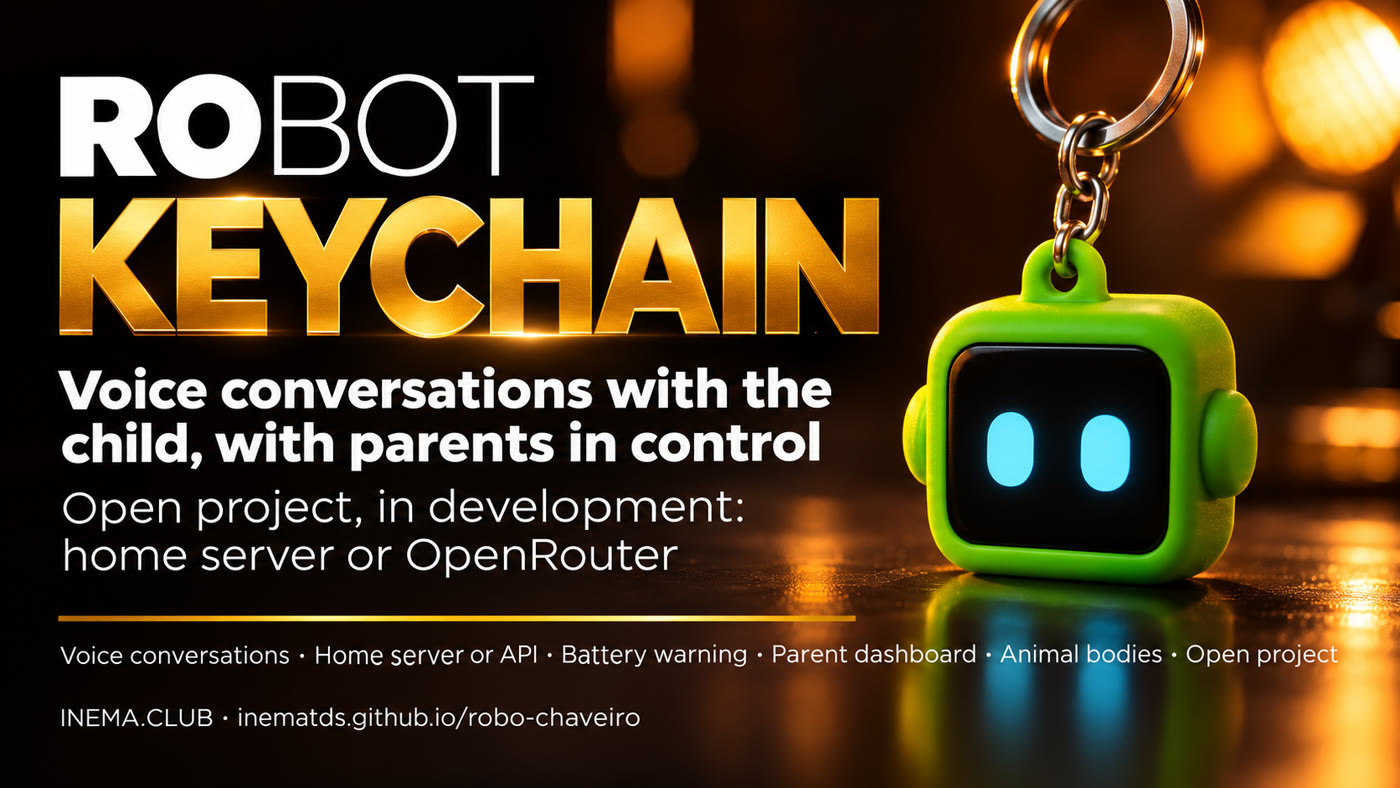 ROBOT
KEYCHAIN
Voice conversations with the
child, with parents in control
Open project, in development:
home server or OpenRouter
Voice conversations · Home server or API · Battery warning · Parent dashboard · Animal bodies · Open project
INEMA.CLUB · inematds.github.io/robo-chaveiro